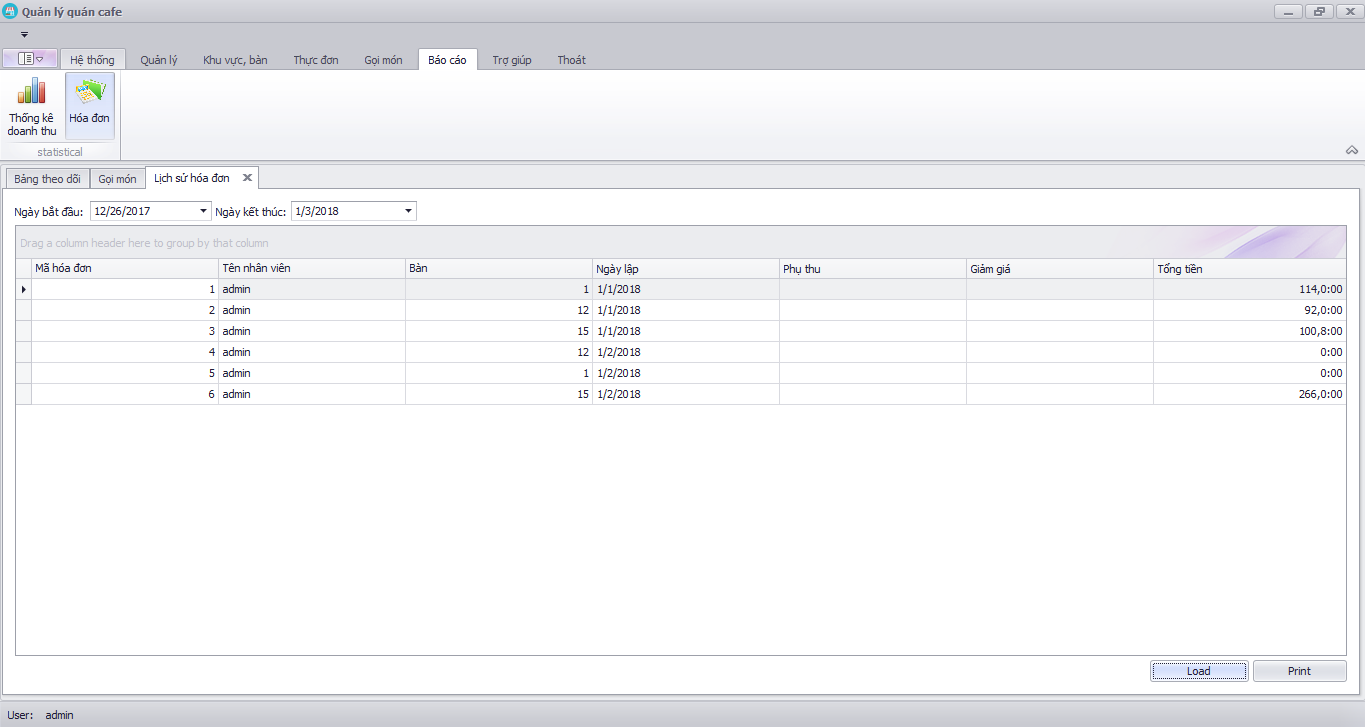 Quản lý quán cafe
Hệ thống Quản lý Khu vực, bàn Thực đơn Gọi món Báo cáo Trợ giúp Thoát
Thống kê
doanh thu
Hóa đơn
statistical
Bảng theo dõi Gọi món Lịch sử hóa đơn
Ngày bắt đầu: 12/26/2017 Ngày kết thúc: 1/3/2018
Drag a column header here to group by that column
Mã hóa đơn Tên nhân viên Bàn Ngày lập Phụ thu Giảm giá Tổng tiền
1 admin 1 1/1/2018 114,0:00
2 admin 12 1/1/2018 92,0:00
3 admin 15 1/1/2018 100,8:00
4 admin 12 1/2/2018 0:00
5 admin 1 1/2/2018 0:00
6 admin 15 1/2/2018 266,0:00
Load Print
User: admin